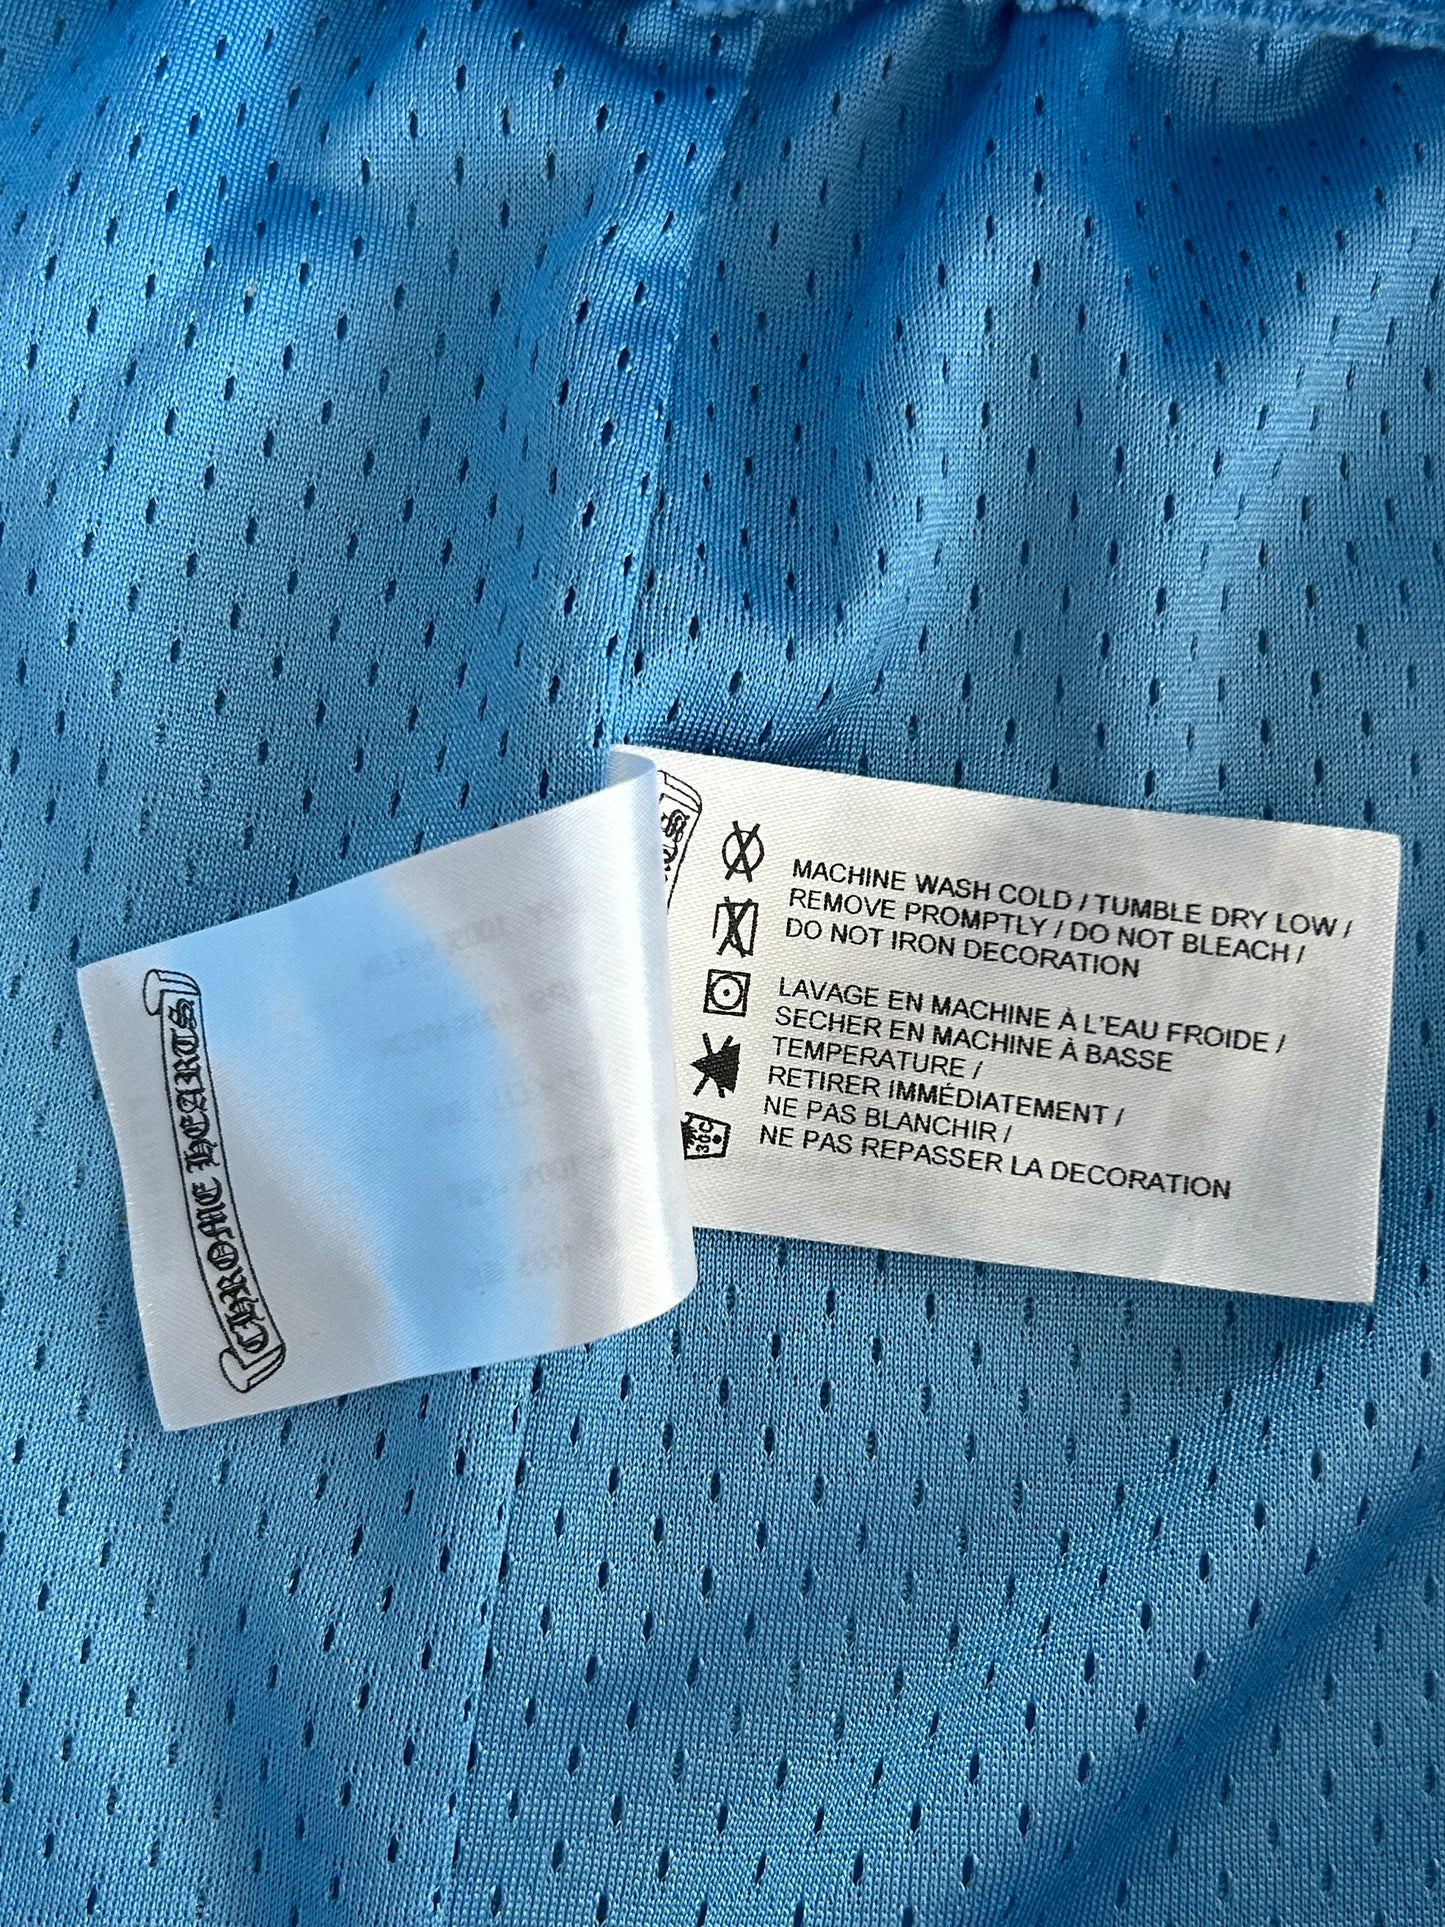 CHROME HEARTS
MACHINE WASH COLD / TUMBLE DRY LOW /
REMOVE PROMPTLY / DO NOT BLEACH /
DO NOT IRON DECORATION
LAVAGE EN MACHINE À L'EAU FROIDE /
SECHER EN MACHINE À BASSE
TEMPERATURE /
RETIRER IMMÉDIATEMENT /
NE PAS BLANCHIR /
NE PAS REPASSER LA DECORATION
30C